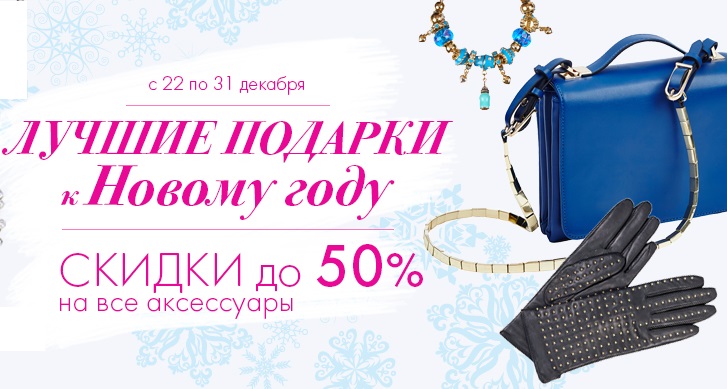 с 22 по 31 декабря
ЛУЧШИЕ ПОДАРКИ
к Новому году
СКИДКИ до 50%
на все аксессуары